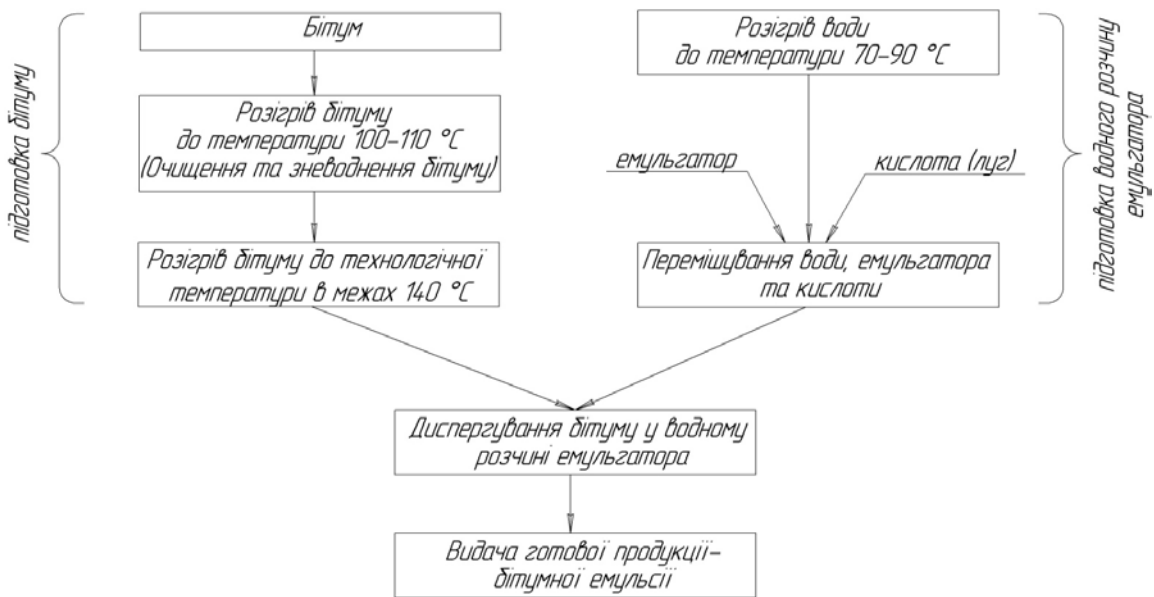 підготовка бітуму
Бітум
Розігрів бітуму
до температури 100–110 °С
(Очищення та зневоднення бітуму)
Розігрів бітуму до технологічної
температури в межах 140 °С
Розігрів води
до температури 70–90 °С
емульгатор
кислота (луг)
Перемішування води, емульгатора
та кислоти
підготовка водного розчину
емульгатора
Диспергування бітуму у водному
розчині емульгатора
Видача готової продукції–
бітумної емульсії